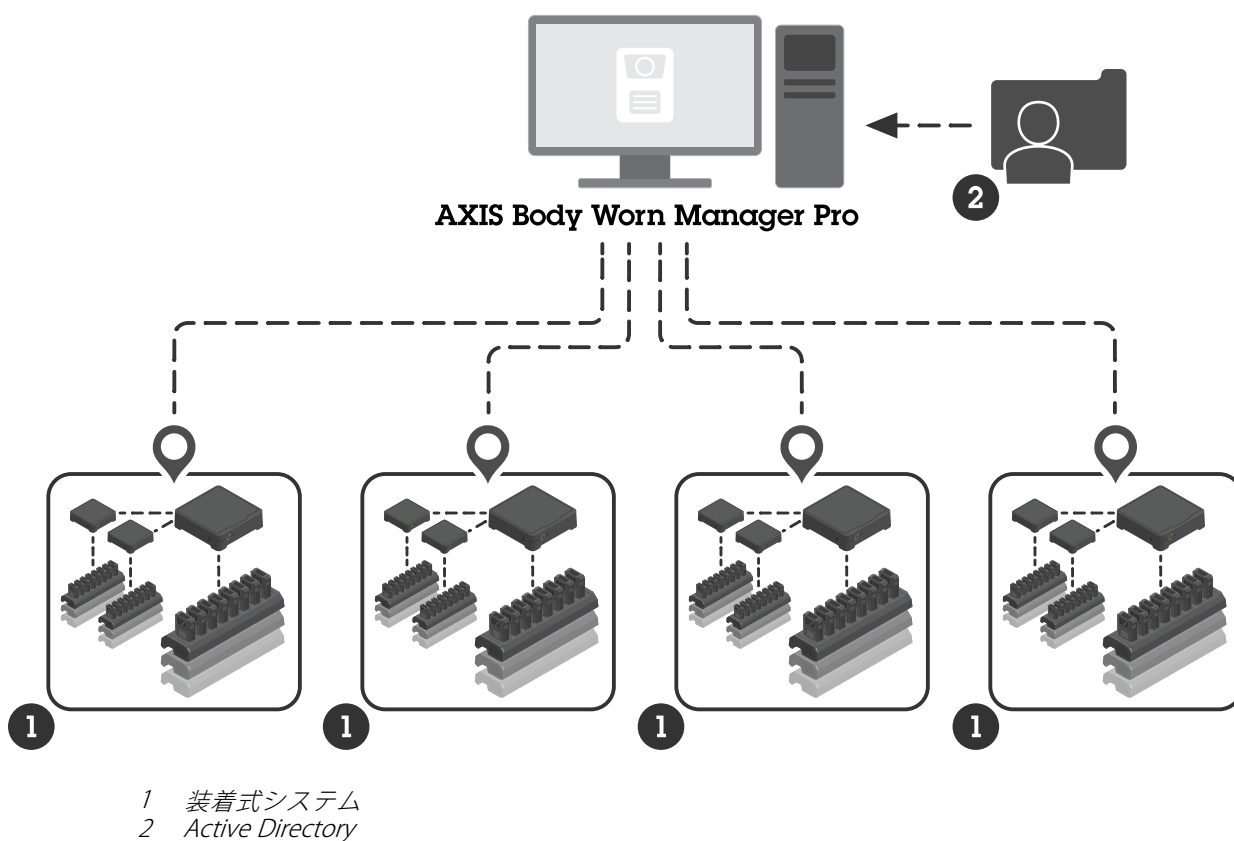 2
AXIS Body Worn Manager Pro
1 1 1 1
1 装着式システム
2 Active Directory